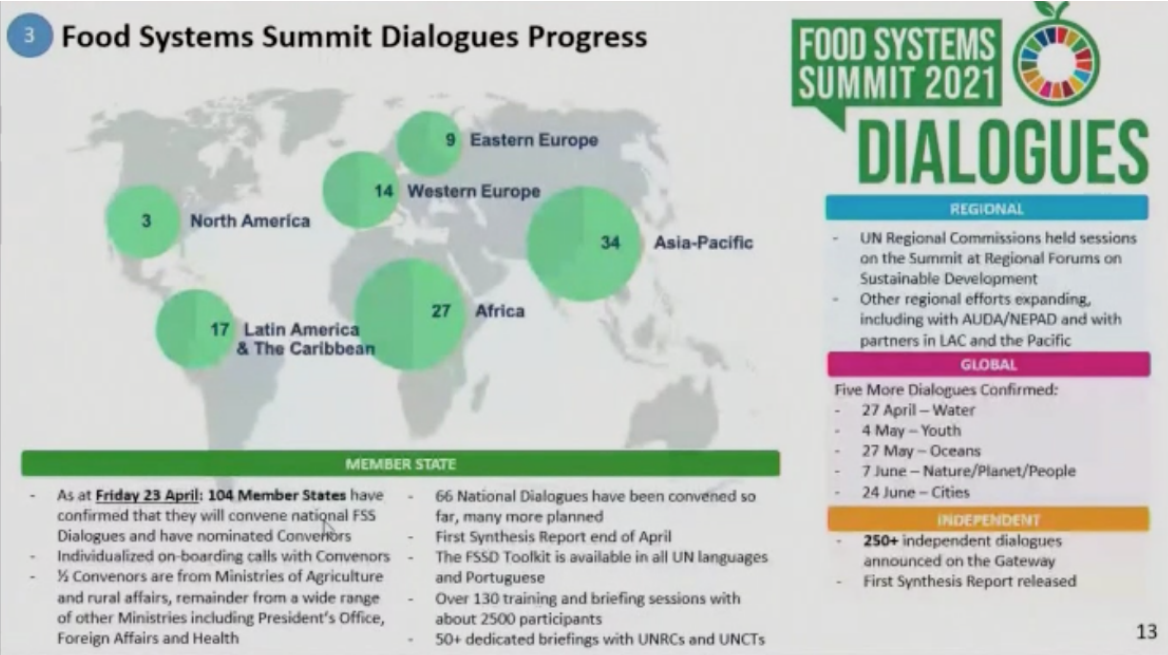 3 Food Systems Summit Dialogues Progress
FOOD SYSTEMS
SUMMIT 2021
DIALOGUES
9 Eastern Europe
14 Western Europe
3 North America
34 Asia-Pacific
27 Africa
17 Latin America
& The Caribbean
REGIONAL
- UN Regional Commissions held sessions
on the Summit at Regional Forums on
Sustainable Development
- Other regional efforts expanding,
including with AUDA/NEPAD and with
partners in LAC and the Pacific
GLOBAL
Five More Dialogues Confirmed:
- 27 April – Water
- 4 May – Youth
- 27 May – Oceans
- 7 June – Nature/Planet/People
- 24 June – Cities
INDEPENDENT
- 250+ independent dialogues
announced on the Gateway
- First Synthesis Report released
MEMBER STATE
- As at Friday 23 April: 104 Member States have
confirmed that they will convene national FSS
Dialogues and have nominated Convenors
- Individualized on-boarding calls with Convenors
- ½ Convenors are from Ministries of Agriculture
and rural affairs, remainder from a wide range
of other Ministries including President's Office,
Foreign Affairs and Health
- 66 National Dialogues have been convened so
far, many more planned
- First Synthesis Report end of April
- The FSSD Toolkit is available in all UN languages
and Portuguese
- Over 130 training and briefing sessions with
about 2500 participants
- 50+ dedicated briefings with UNRCs and UNCTs
13